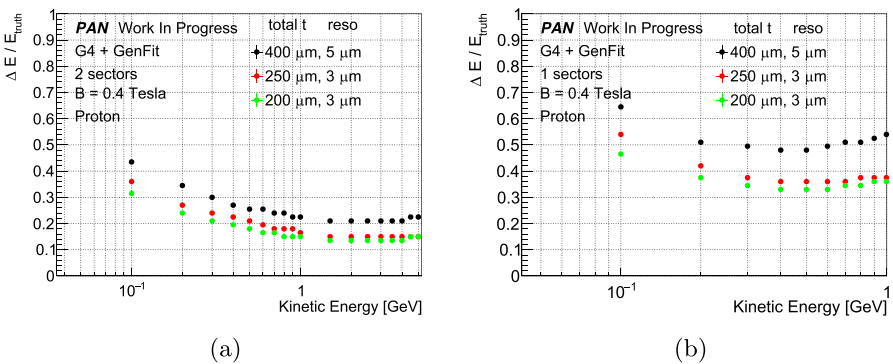 Δ E / E_truth
1
0.9
0.8
0.7
0.6
0.5
0.4
0.3
0.2
0.1
0
PAN Work In Progress
G4 + GenFit
2 sectors
B = 0.4 Tesla
Proton
total t reso
400 μm, 5 μm
250 μm, 3 μm
200 μm, 3 μm
10⁻¹ 1
Kinetic Energy [GeV]
(a)
Δ E / E_truth
1
0.9
0.8
0.7
0.6
0.5
0.4
0.3
0.2
0.1
0
PAN Work In Progress
G4 + GenFit
1 sectors
B = 0.4 Tesla
Proton
total t reso
400 μm, 5 μm
250 μm, 3 μm
200 μm, 3 μm
10⁻¹ 1
Kinetic Energy [GeV]
(b)